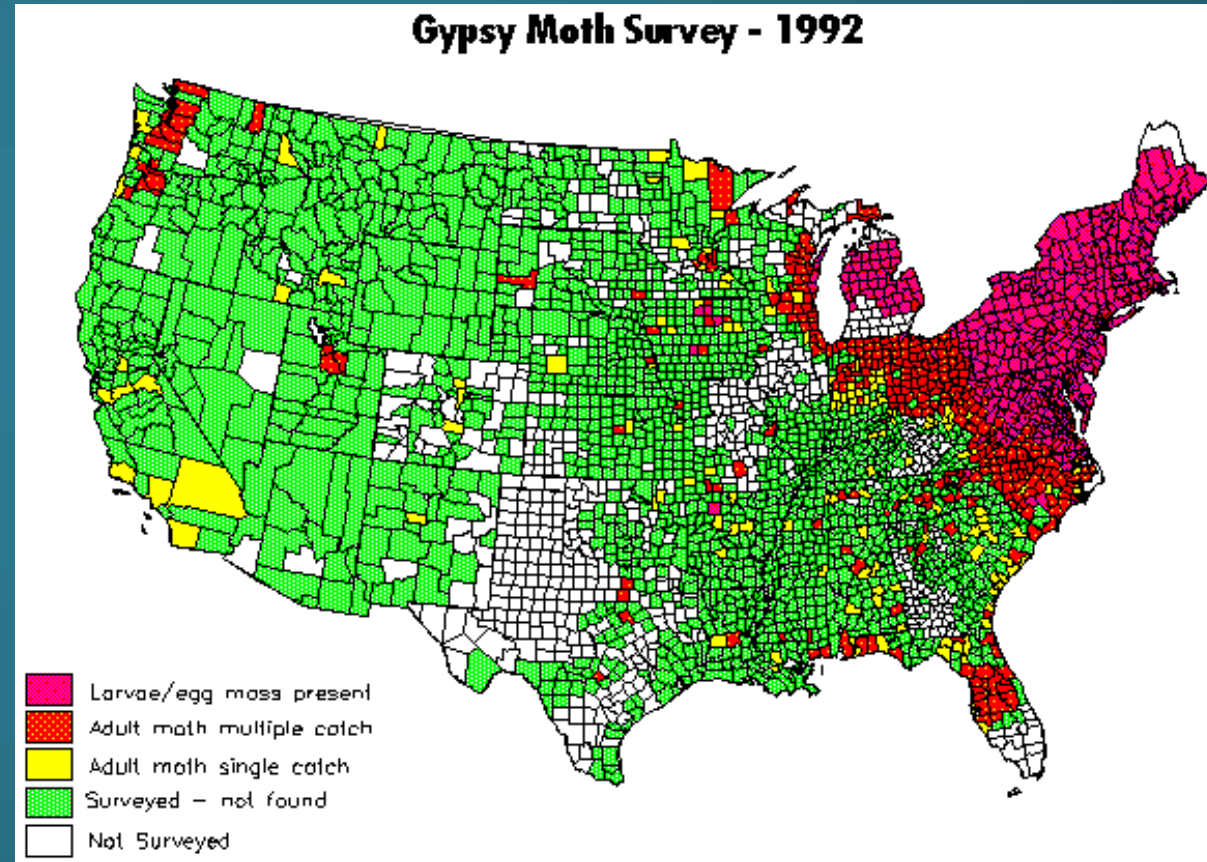 Gypsy Moth Survey - 1992
Larvae/egg mass present
Adult moth multiple catch
Adult moth single catch
Surveyed - not found
Not Surveyed